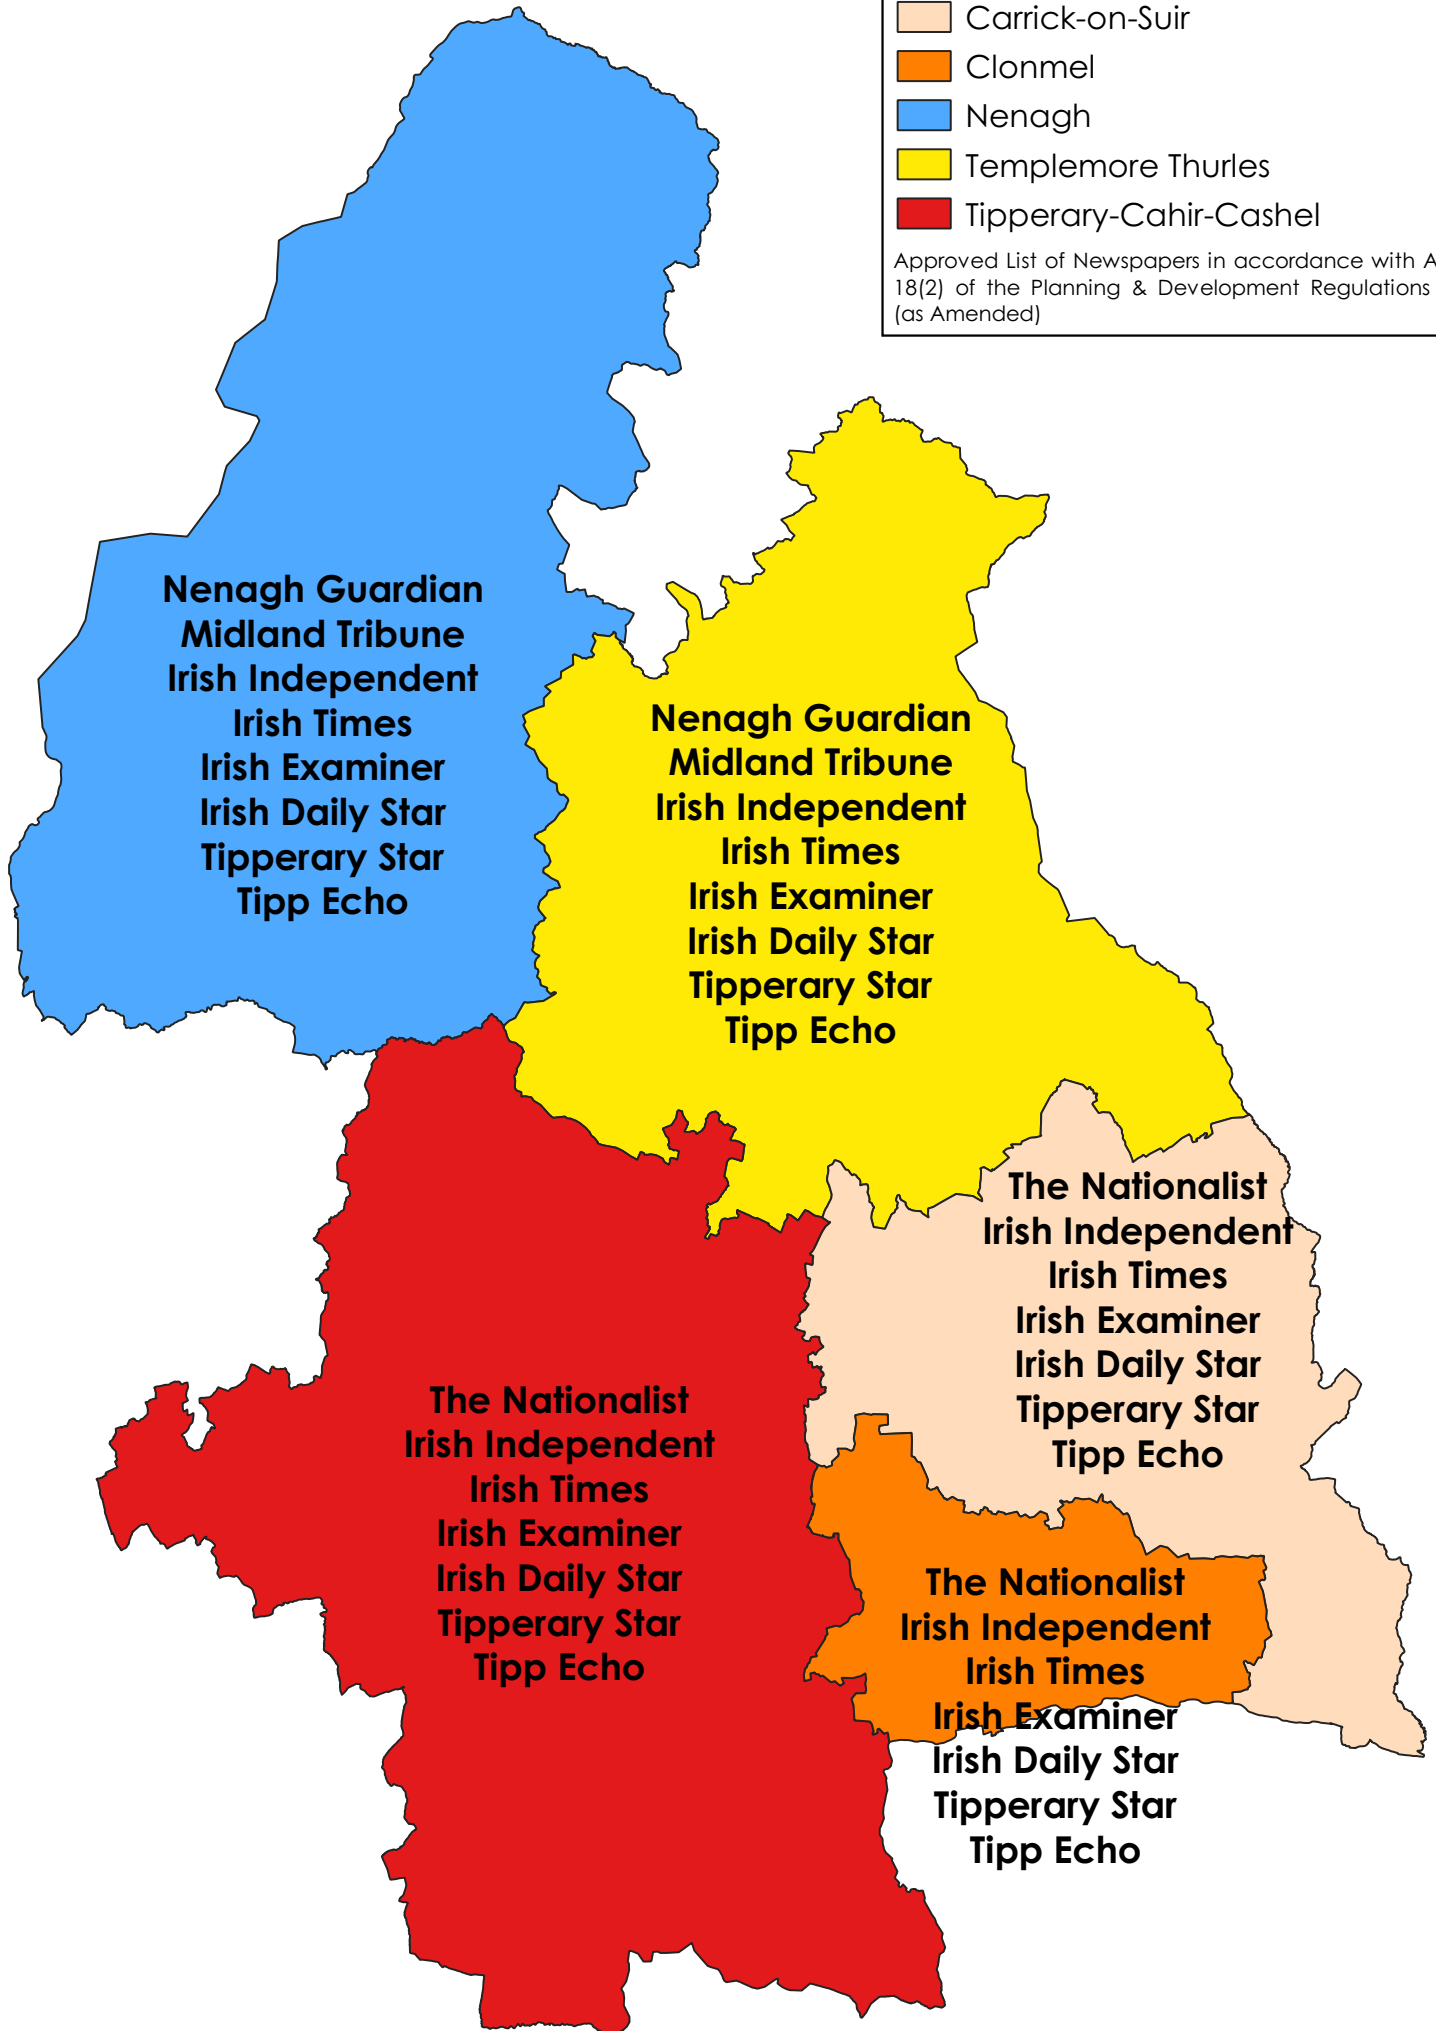 Carrick-on-Suir
Clonmel
Nenagh
Templemore Thurles
Tipperary-Cahir-Cashel
Approved List of Newspapers in accordance with
18(2) of the Planning & Development Regulations
(as Amended)
Nenagh Guardian
Midland Tribune
Irish Independent
Irish Times
Irish Examiner
Irish Daily Star
Tipperary Star
Tipp Echo
Nenagh Guardian
Midland Tribune
Irish Independent
Irish Times
Irish Examiner
Irish Daily Star
Tipperary Star
Tipp Echo
The Nationalist
Irish Independent
Irish Times
Irish Examiner
Irish Daily Star
Tipperary Star
Tipp Echo
The Nationalist
Irish Independent
Irish Times
Irish Examiner
Irish Daily Star
Tipperary Star
Tipp Echo
The Nationalist
Irish Independent
Irish Times
Irish Examiner
Irish Daily Star
Tipperary Star
Tipp Echo